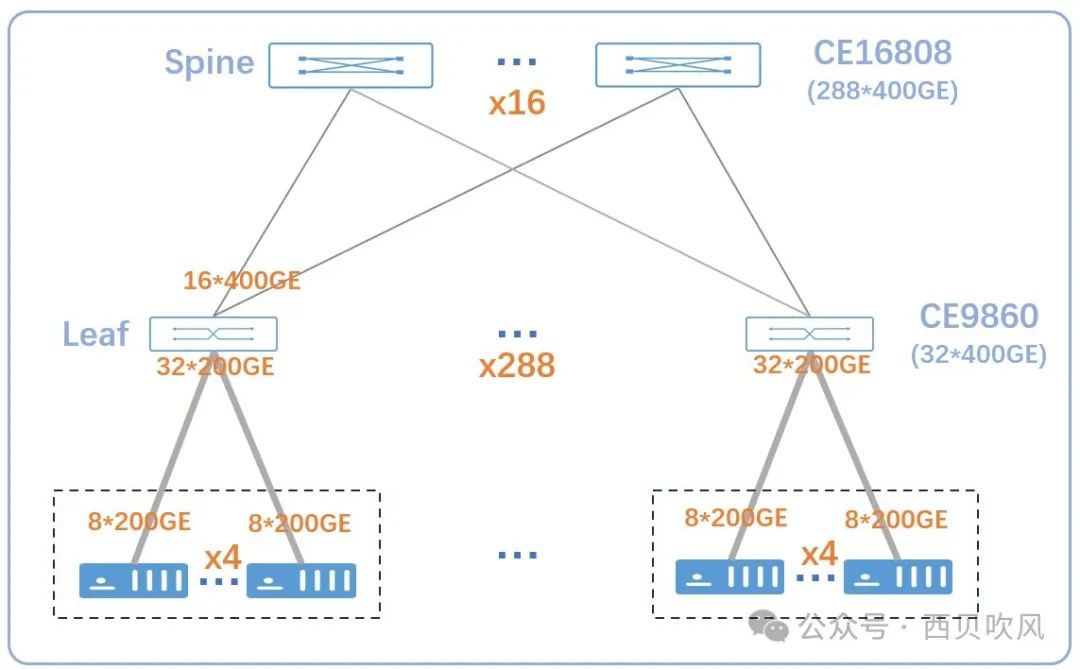 Spine
...
x16
CE16808
(288*400GE)
16*400GE
Leaf
...
x288
CE9860
(32*400GE)
32*200GE
32*200GE
8*200GE
8*200GE
x4
...
...
8*200GE
8*200GE
x4
...
公众号·西贝吹风